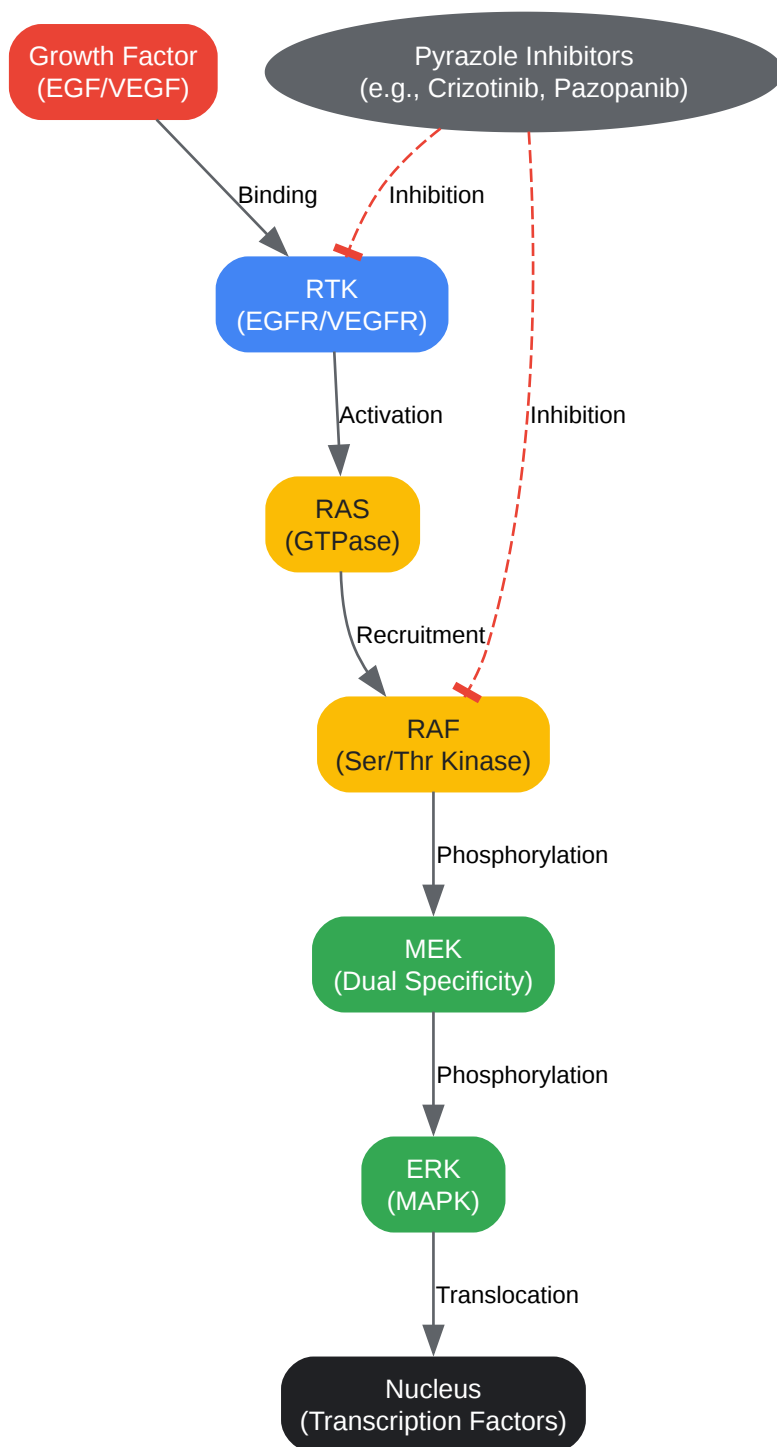 Growth Factor
(EGF/VEGF)
Pyrazole Inhibitors
(e.g., Crizotinib, Pazopanib)
Binding
Inhibition
RTK
(EGFR/VEGFR)
Activation
Inhibition
RAS
(GTPase)
Recruitment
RAF
(Ser/Thr Kinase)
Phosphorylation
MEK
(Dual Specificity)
Phosphorylation
ERK
(MAPK)
Translocation
Nucleus
(Transcription Factors)